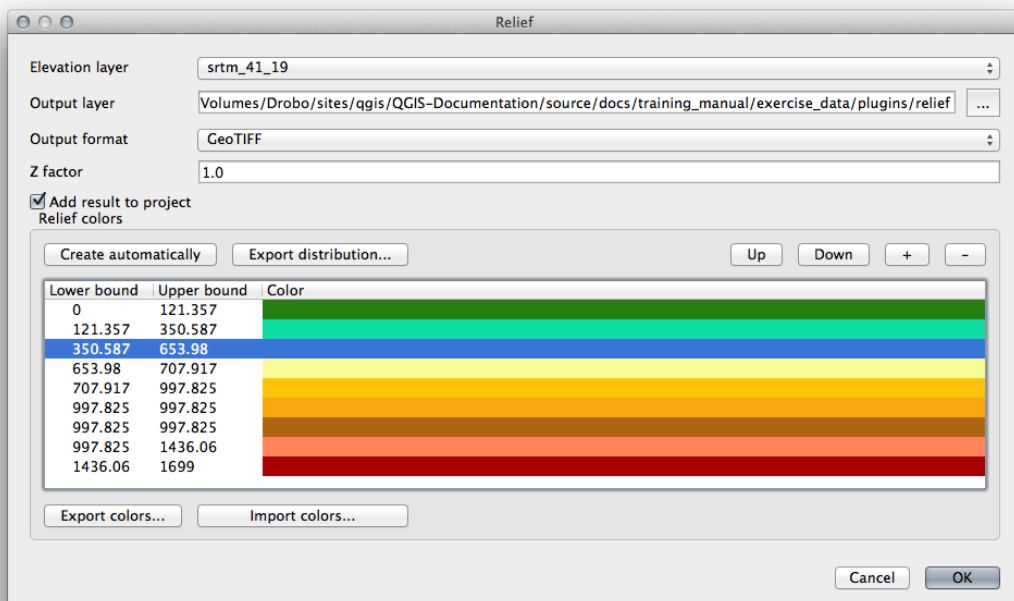 Relief
Elevation layer srtm_41_19
Output layer Volumes/Drobo/sites/qgis/QGIS-Documentation/source/docs/training_manual/exercise_data/plugins/relief ...
Output format GeoTIFF
Z factor 1.0
Add result to project
Relief colors
Create automatically Export distribution... Up Down + -
Lower bound Upper bound Color
0 121.357
121.357 350.587
350.587 653.98
653.98 707.917
707.917 997.825
997.825 997.825
997.825 997.825
997.825 1436.06
1436.06 1699
Export colors... Import colors...
Cancel OK